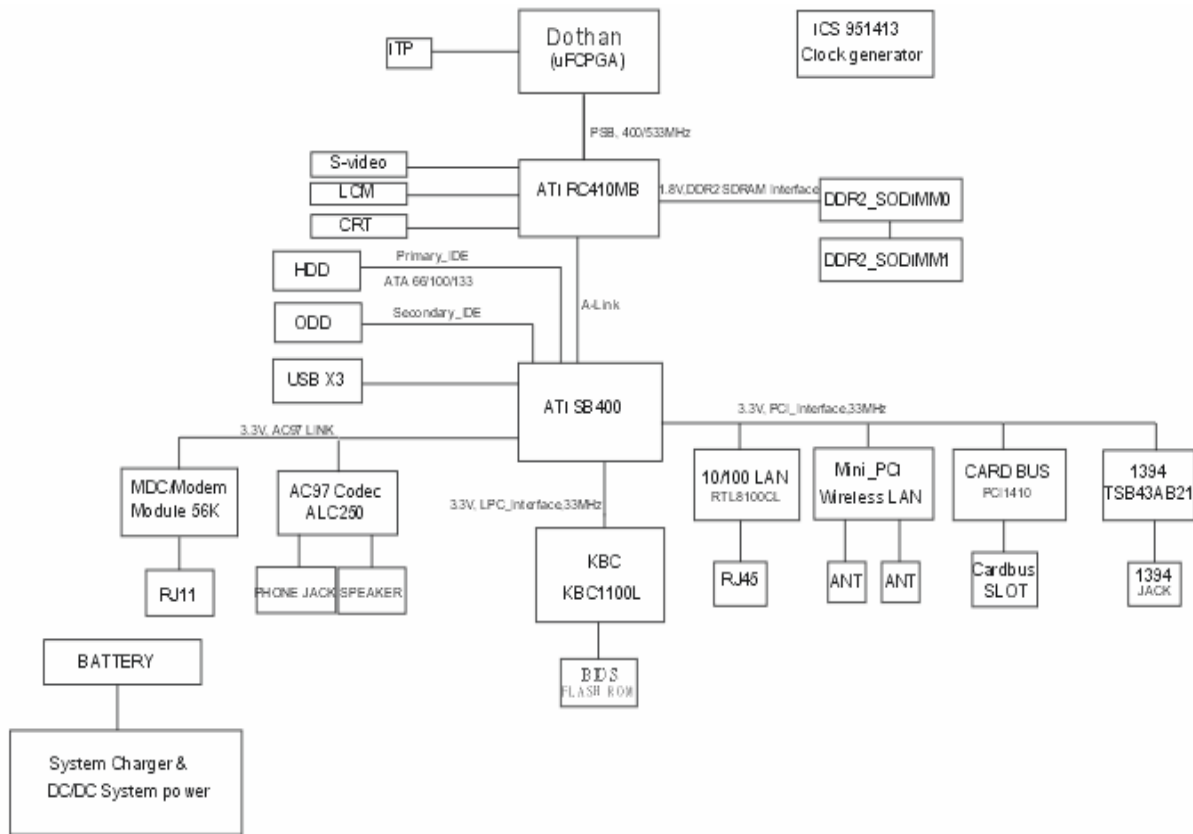 Dothan
(uFCPGA)
ITP
ICS 951413
Clock generator
PSB, 400/533MHz
S-video
LCM
CRT
ATi RC410MB
1.8V,DDR2 SDRAM Interface
DDR2_SODIMM0
DDR2_SODIMM1
HDD
Primary_IDE
ATA 66/100/133
A-Link
ODD
Secondary_IDE
USB X3
ATi SB400
3.3V, PCI_Interface,33MHz
3.3V, AC97 LINK
MDC/Modem
Module 56K
AC97 Codec
ALC250
3.3V, LPC_Interface,33MHz
10/100 LAN
RTL8100CL
Mini_PCi
Wireless LAN
CARD BUS
PCI1410
1394
TSB43AB21
RJ11
PHONE JACK
SPEAKER
KBC
KBC1100L
RJ45
ANT
ANT
Cardbus
SLOT
1394
JACK
BATTERY
BIOS
FLASH ROM
System Charger &
DC/DC System power